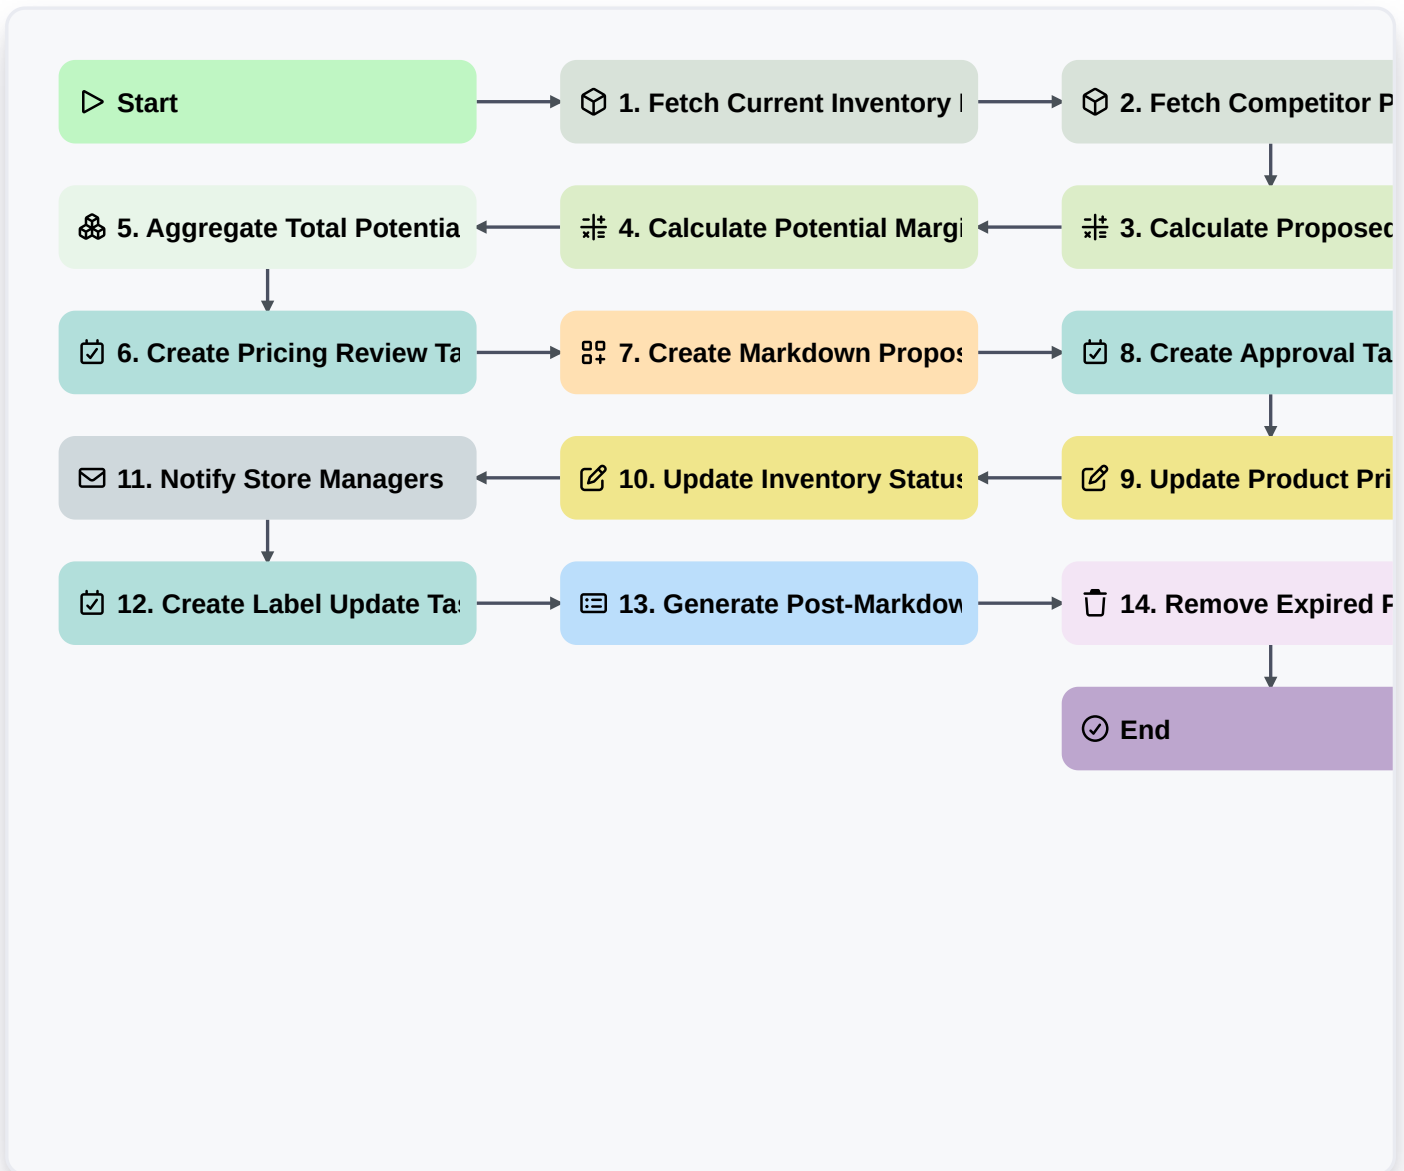 Start
1. Fetch Current Inventory
2. Fetch Competitor P
3. Calculate Proposed
4. Calculate Potential Margi
5. Aggregate Total Potentia
6. Create Pricing Review Ta
7. Create Markdown Propos
8. Create Approval Ta
9. Update Product Pri
10. Update Inventory Status
11. Notify Store Managers
12. Create Label Update Tas
13. Generate Post-Markdow
14. Remove Expired P
End